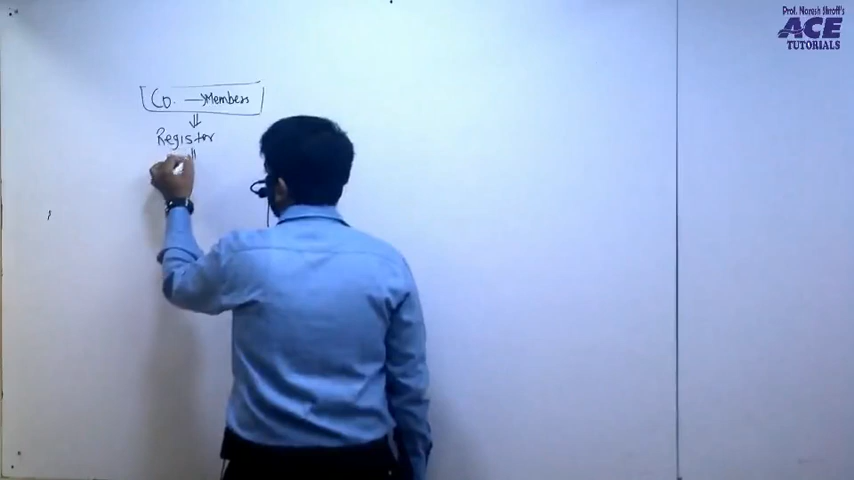 Prof. Naresh Shroff's
ACE
TUTORIALS
Co. → Members
Register